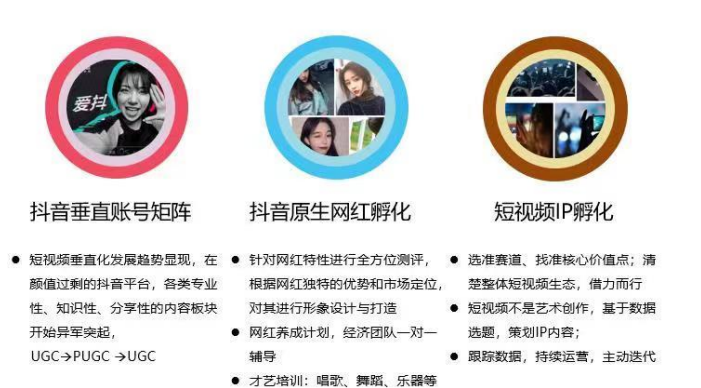 爱抖
抖音垂直账号矩阵
● 短视频垂直化发展趋势显现，在
颜值过剩的抖音平台，各类专业
性、知识性、分享性的内容板块
开始异军突起，
UGC→PUGC →UGC
抖音原生网红孵化
● 针对网红特性进行全方位测评，
根据网红独特的优势和市场定位，
对其进行形象设计与打造
● 网红养成计划，经济团队一对一
辅导
● 才艺培训：唱歌、舞蹈、乐器等
短视频IP孵化
● 选准赛道、找准核心价值点；清
楚整体短视频生态，借力而行
● 短视频不是艺术创作，基于数据
选题，策划IP内容；
● 跟踪数据，持续运营，主动迭代